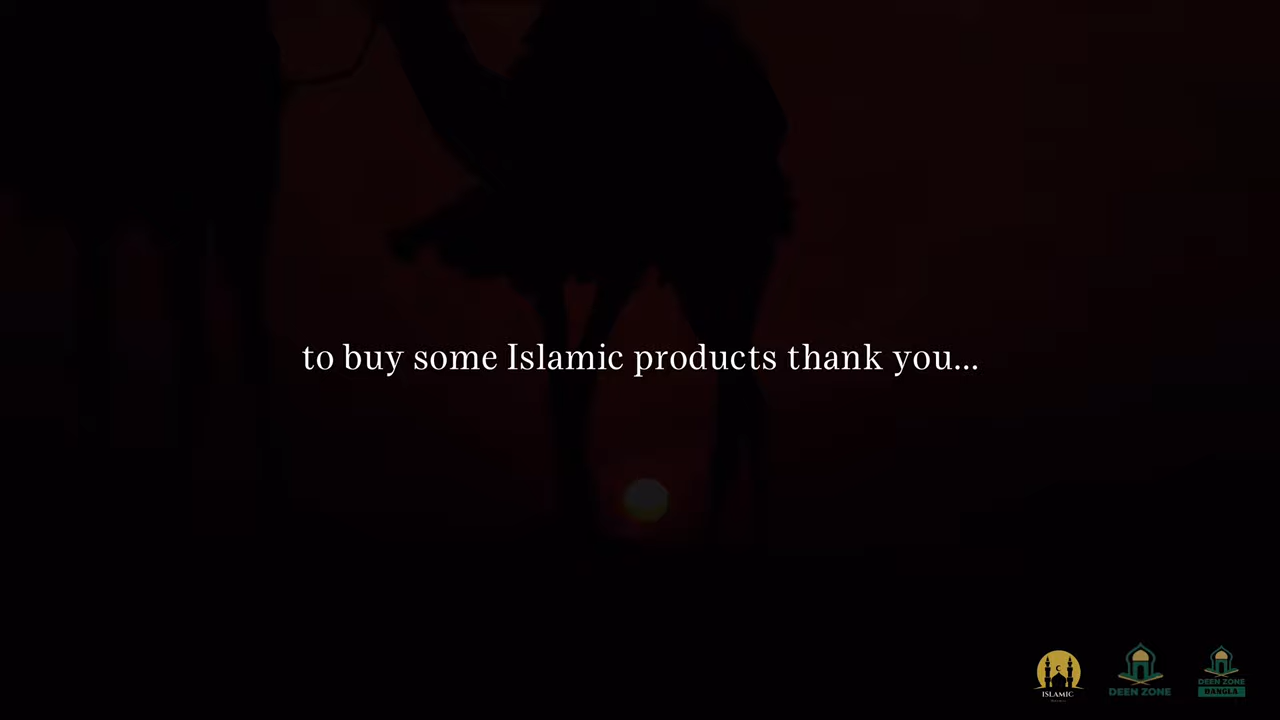 to buy some Islamic products thank you...
ISLAMIC
DEEN ZONE
DEEN ZONE
BANGLA